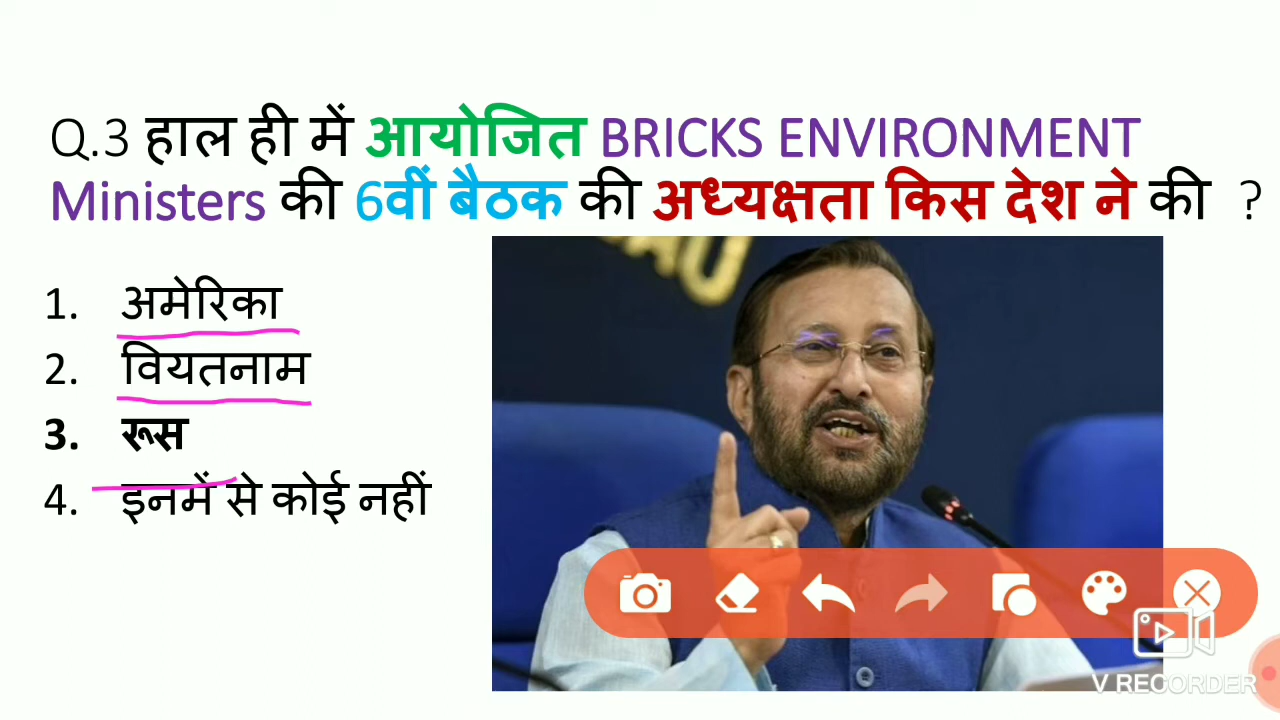 Q.3 हाल ही में आयोजित BRICKS ENVIRONMENT
Ministers की 6वीं बैठक की अध्यक्षता किस देश ने की ?
1. अमेरिका
2. वियतनाम
3. रूस
4. इनमें से कोई नहीं
V RECORDER